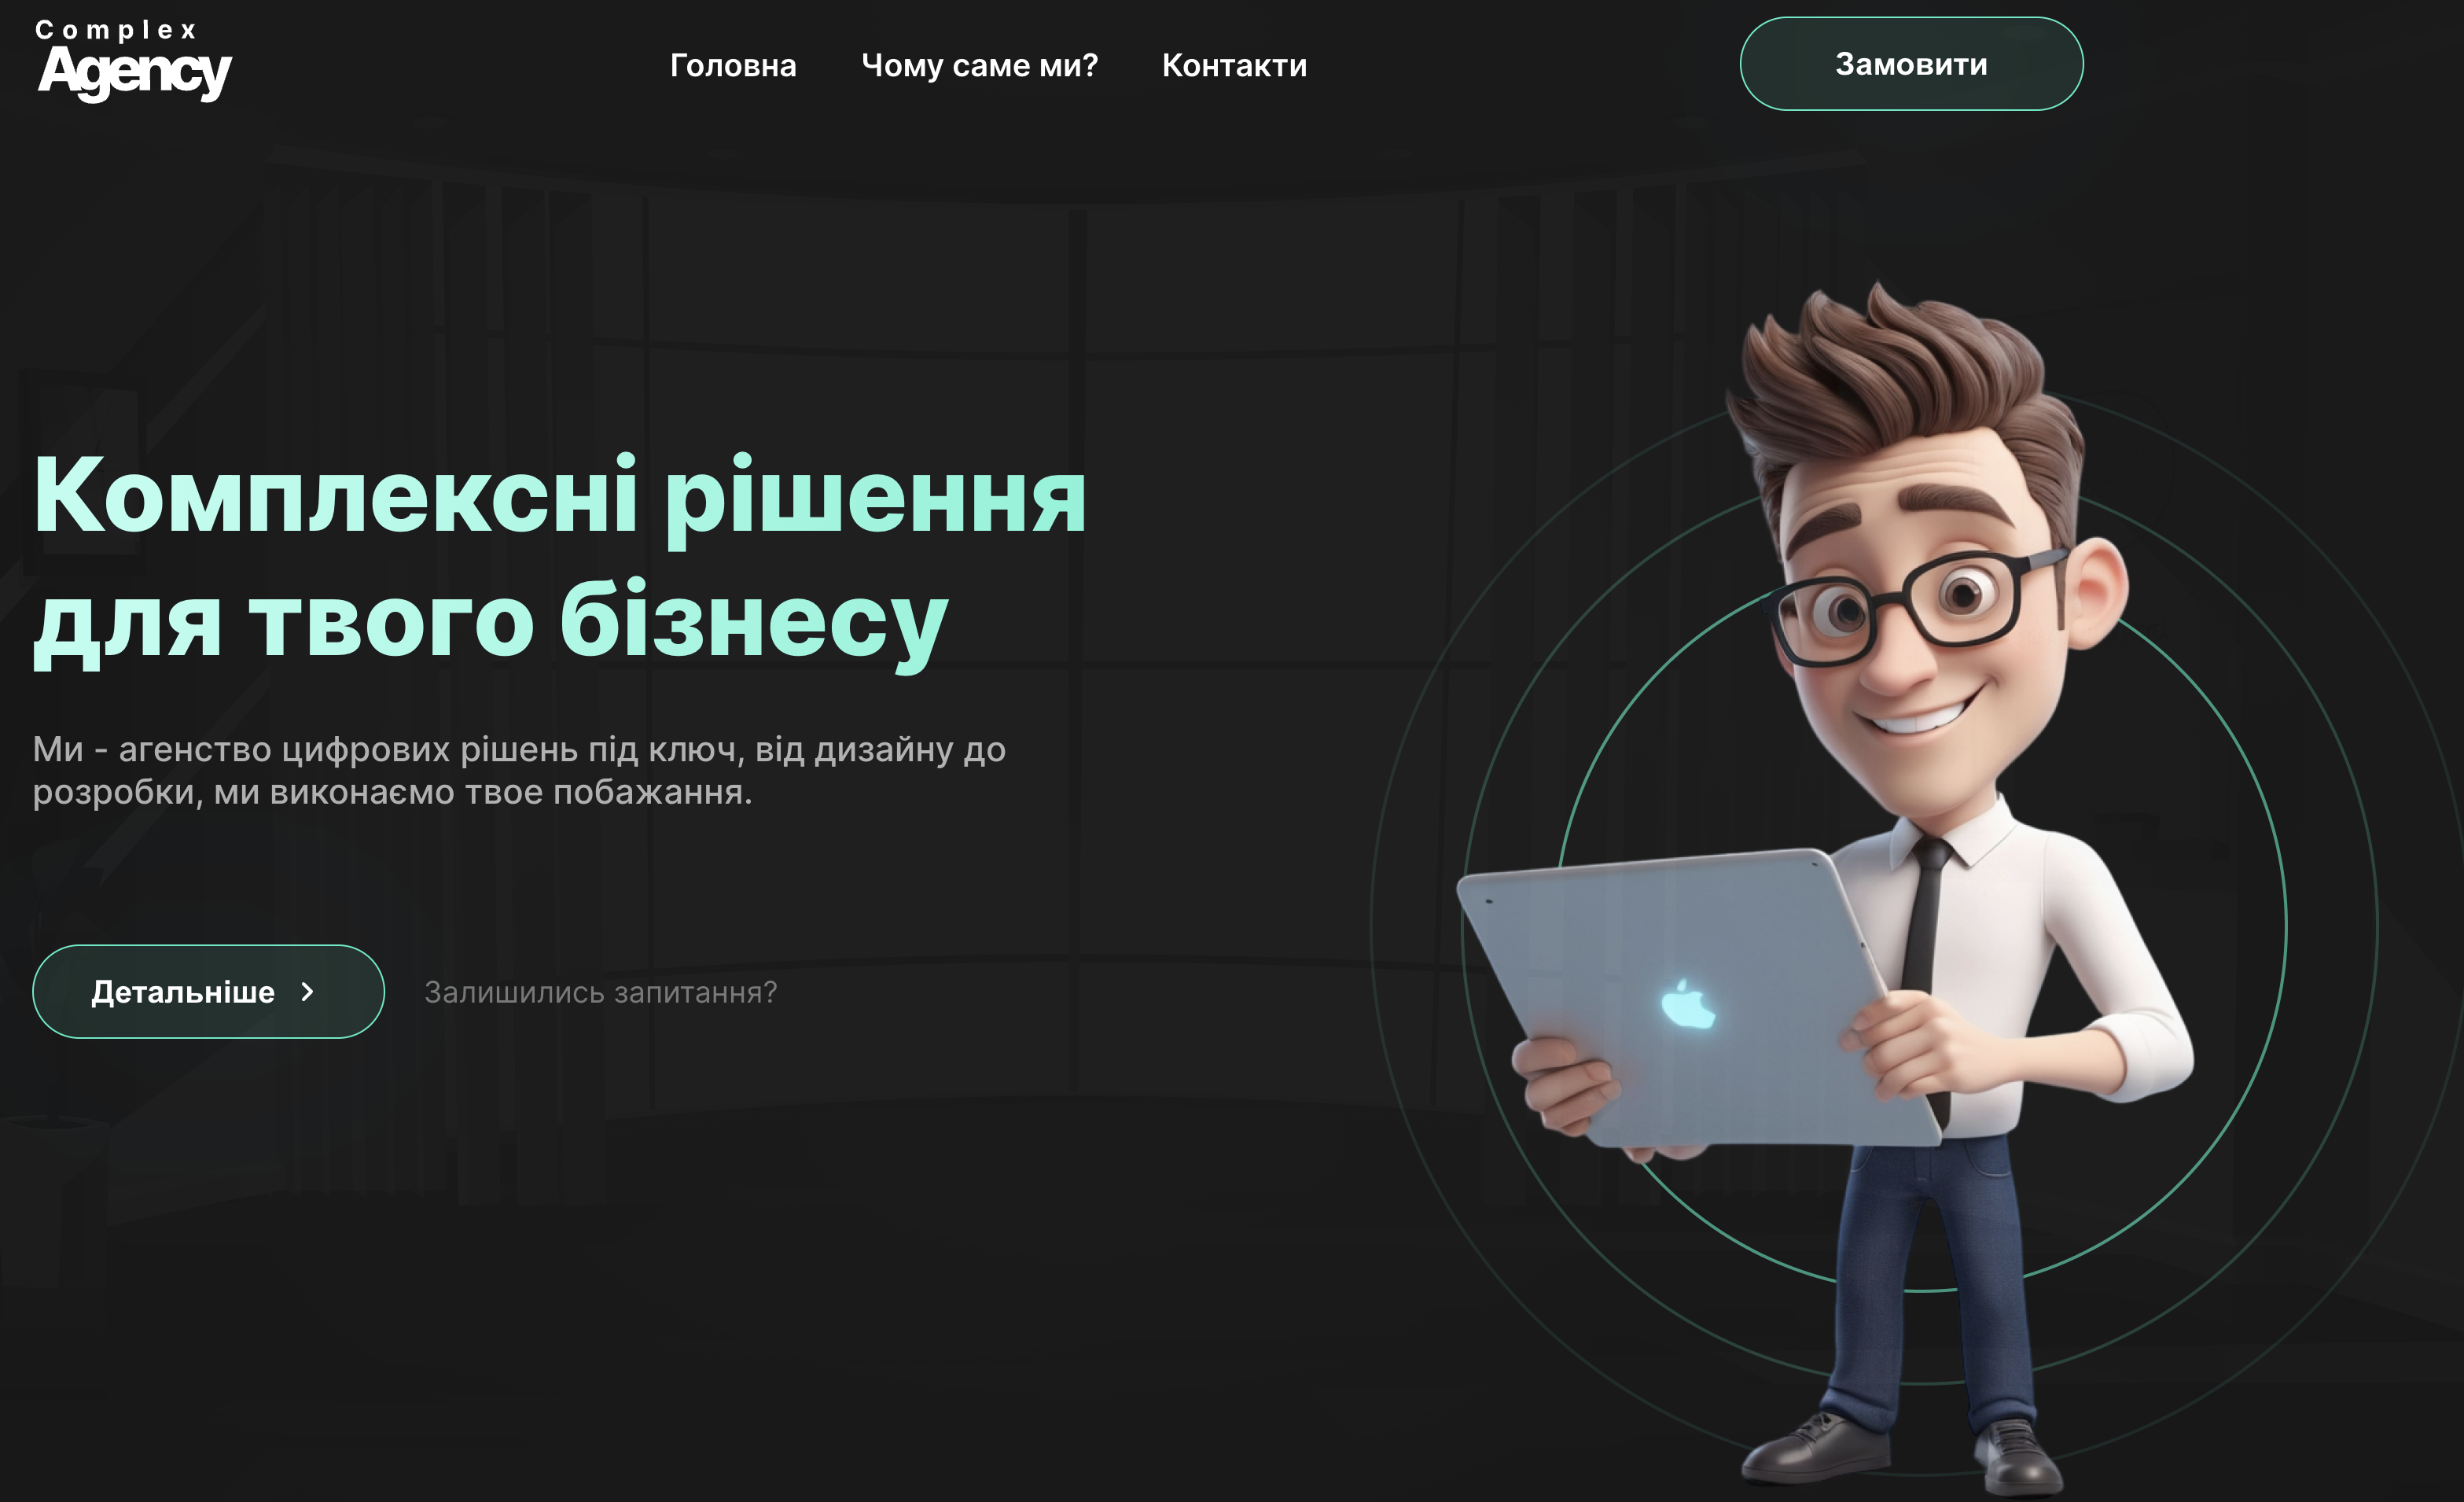 Complex
Agency
Головна
Чому саме ми?
Контакти
Замовити
Комплексні рішення
для твого бізнесу
Ми - агенство цифрових рішень під ключ, від дизайну до
розробки, ми виконаємо твое побажання.
Детальніше
Залишились запитання?